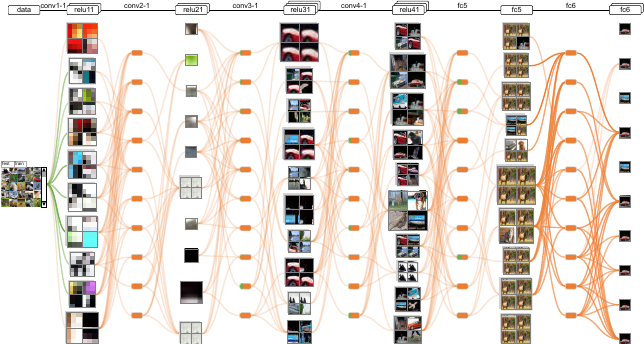 data conv1-1 relu11 conv2-1 relu21 conv3-1 relu31 conv4-1 relu41 fc5 fc5 fc6 fc6
test train